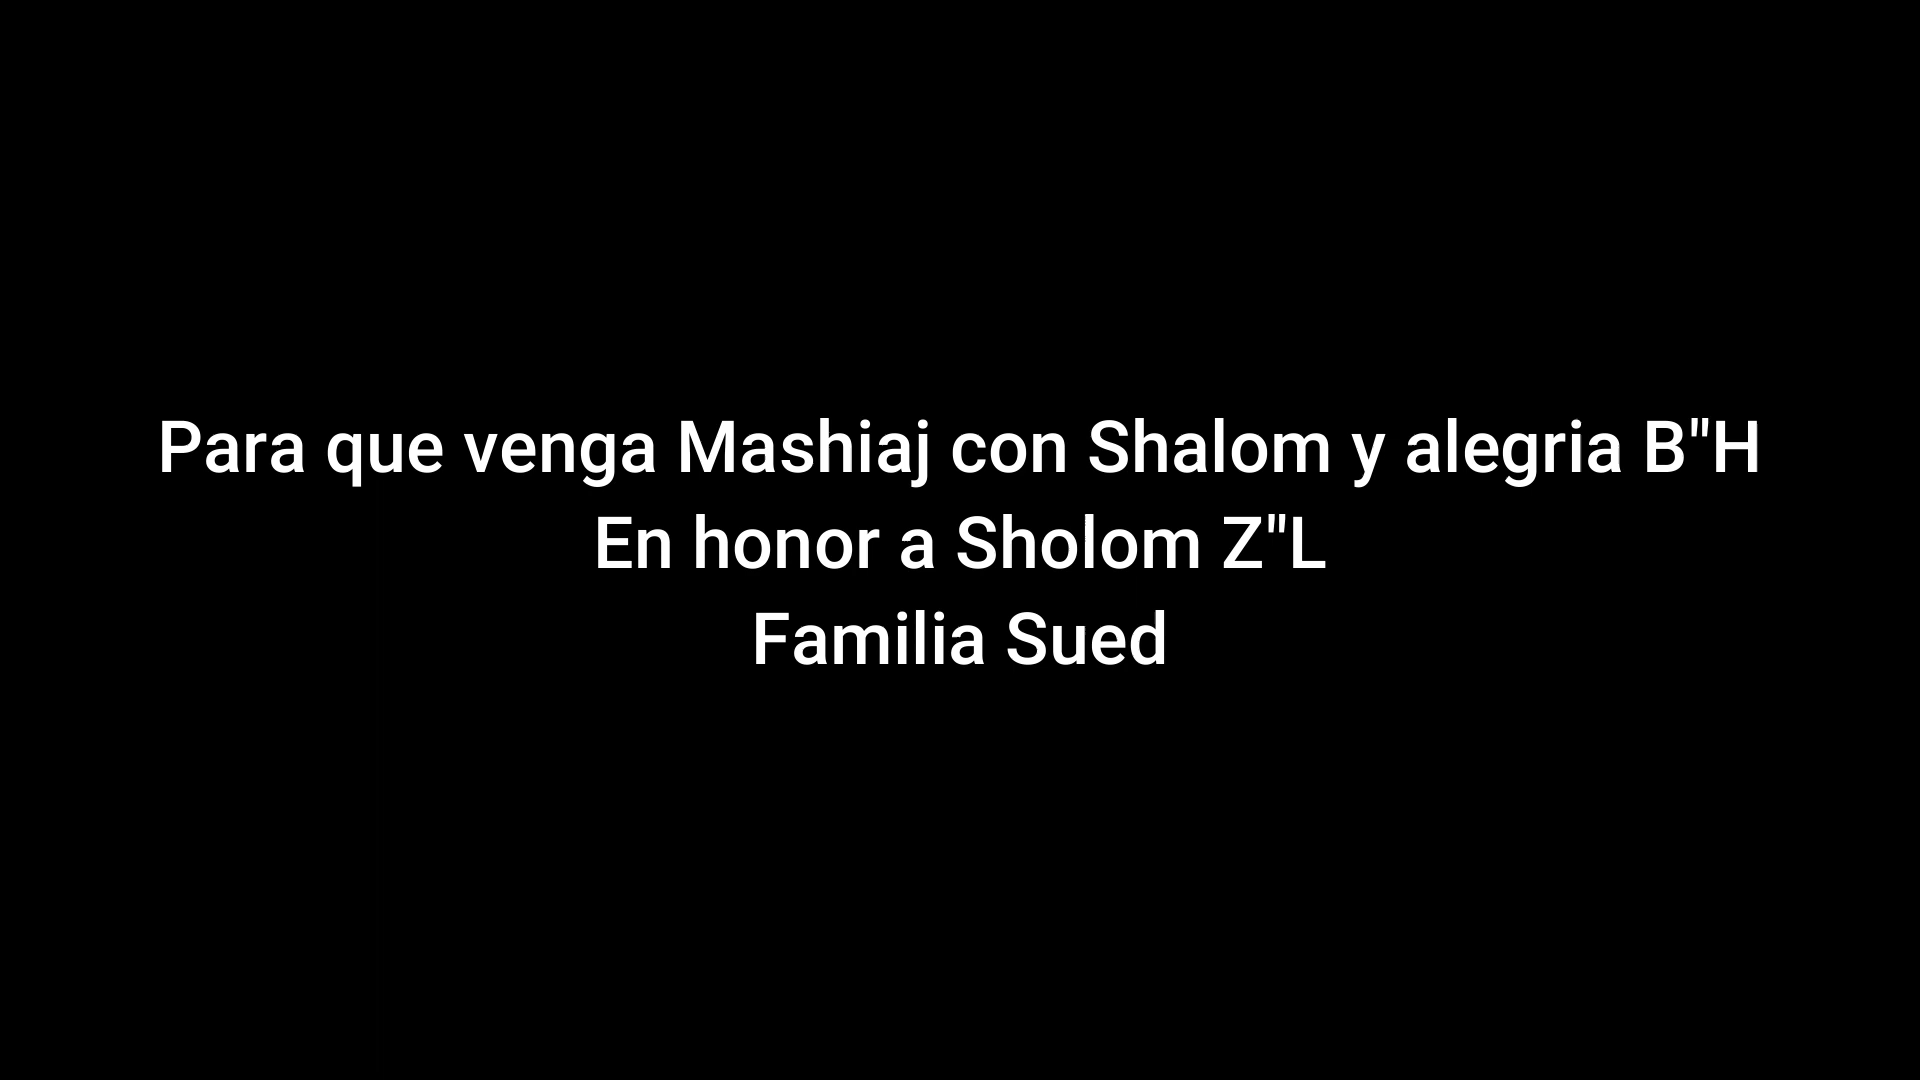 Para que venga Mashiaj con Shalom y alegria B"H
En honor a Sholom Z"L
Familia Sued